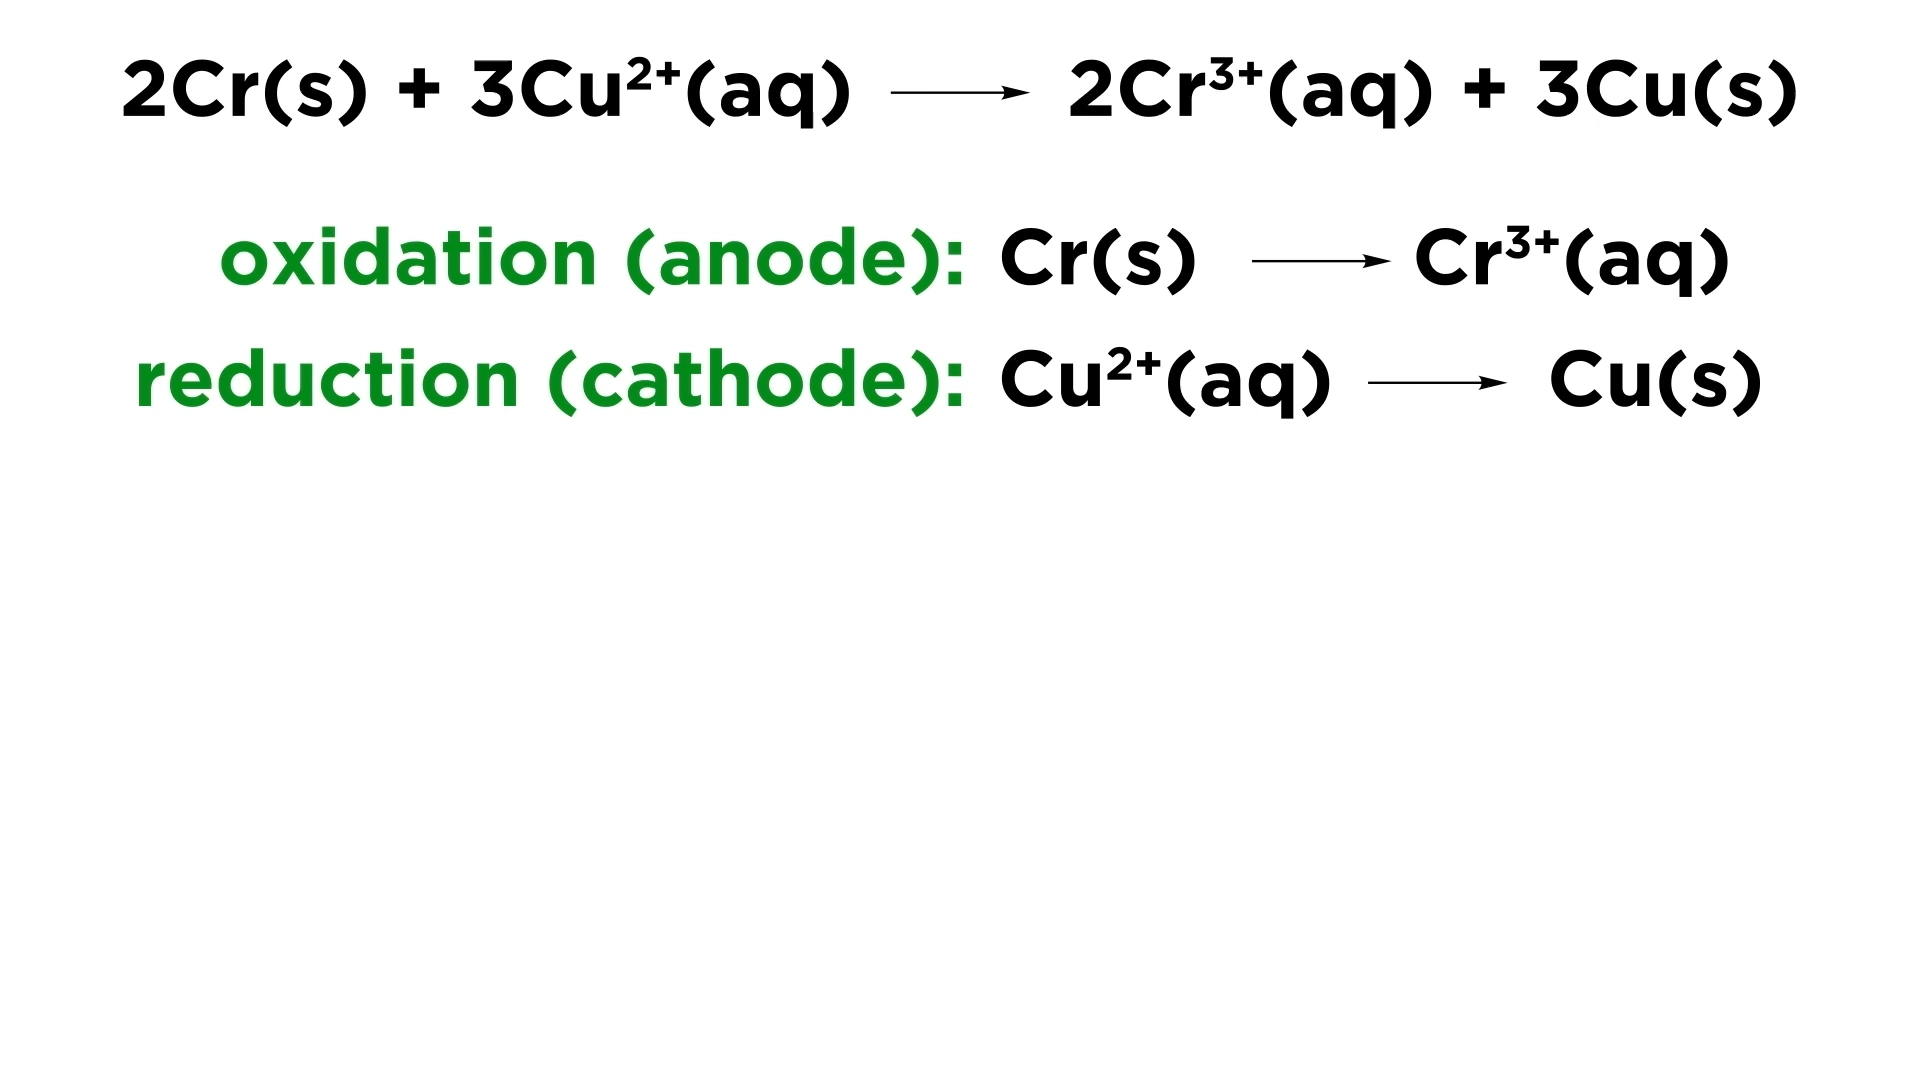 2Cr(s) + 3Cu²⁺(aq) ⟶ 2Cr³⁺(aq) + 3Cu(s)
oxidation (anode): Cr(s) ⟶ Cr³⁺(aq)
reduction (cathode): Cu²⁺(aq) ⟶ Cu(s)